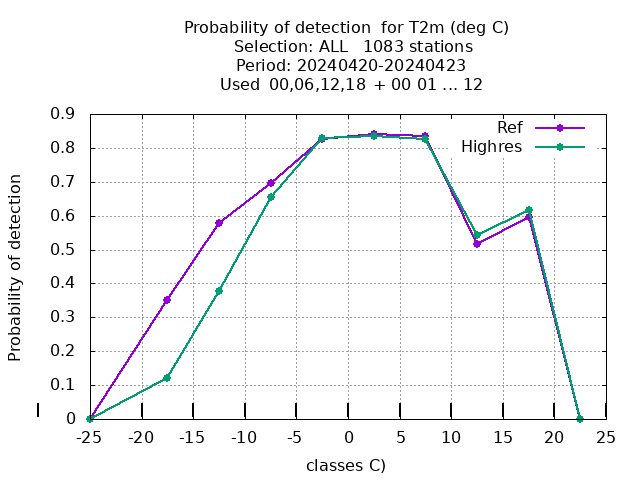 Probability of detection  for T2m (deg C)
Selection: ALL   1083 stations
Period: 20240420-20240423
Used  00,06,12,18  + 00 01 ... 12
Ref
Highres
Probability of detection
0.9
0.8
0.7
0.6
0.5
0.4
0.3
0.2
0.1
0
-25 -20 -15 -10 -5 0 5 10 15 20 25
classes C)